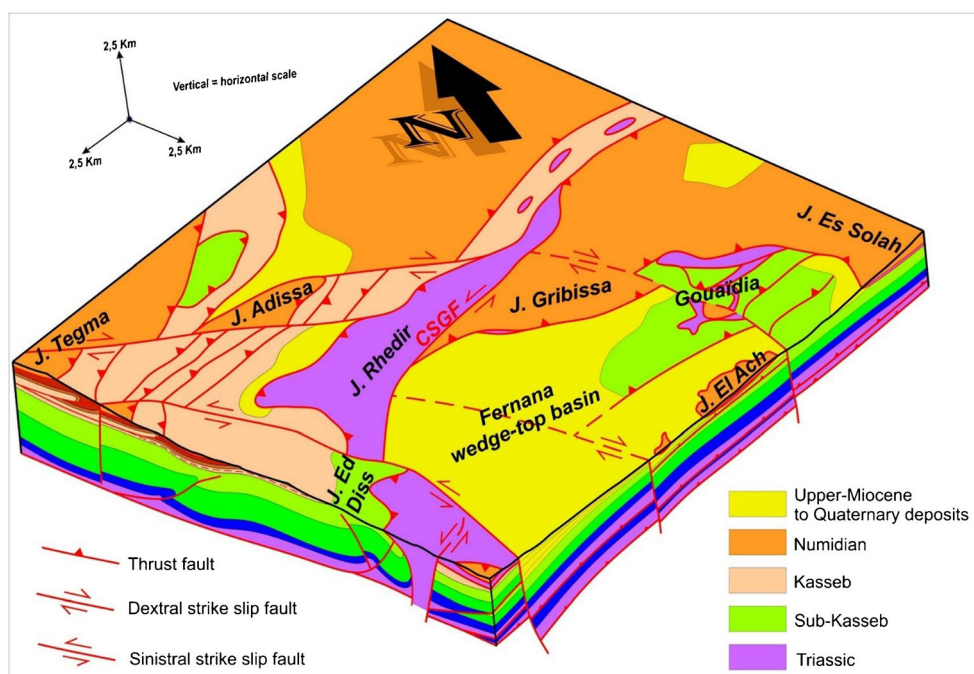 2,5 Km
Vertical = horizontal scale
2,5 Km
2,5 Km
N
J. Es Solah
J. Tegma
J. Adissa
J. Gribissa
Gouaïdia
J. Rhedir
CSGF
J. El Ach
Fernana
wedge-top basin
J. Ed
Diss
Thrust fault
Dextral strike slip fault
Sinistral strike slip fault
Upper-Miocene
to Quaternary deposits
Numidian
Kasseb
Sub-Kasseb
Triassic